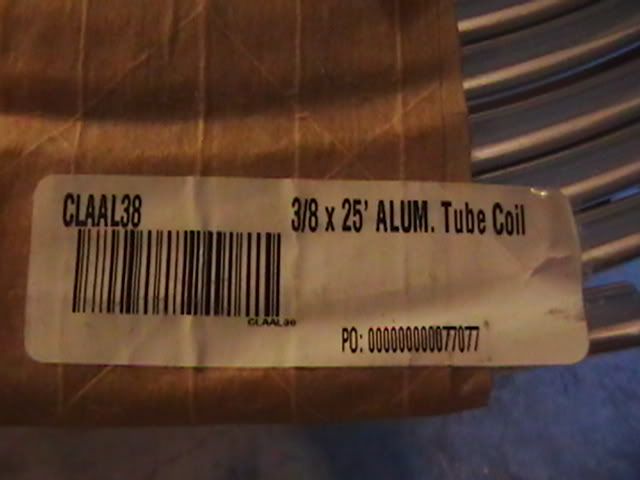 CLAAL38 3/8 x 25' ALUM. Tube Coil
CLAAL38
PO: 000000000077077